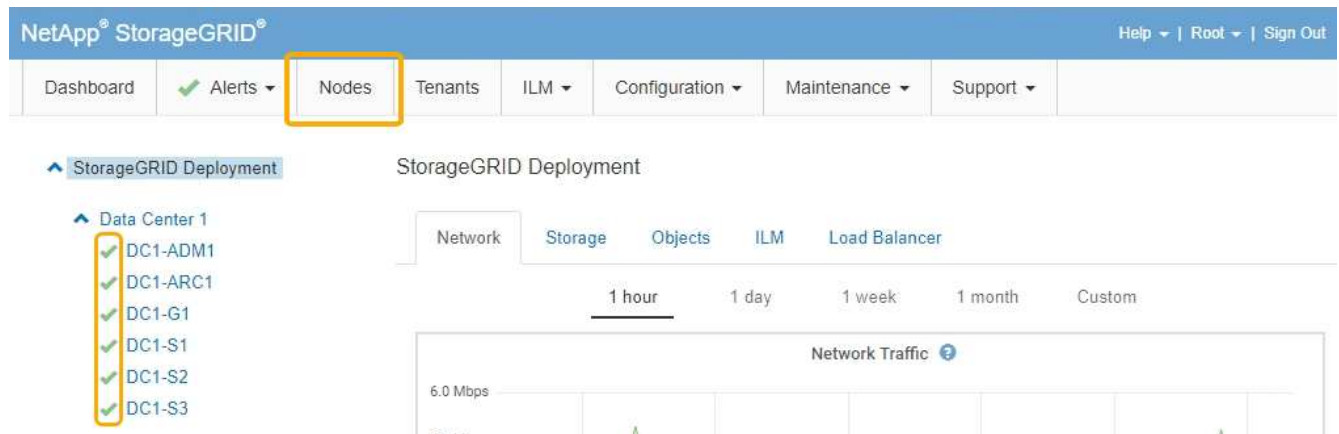 NetApp® StorageGRID®
Help | Root | Sign Out
Dashboard Alerts Nodes Tenants ILM Configuration Maintenance Support
StorageGRID Deployment
StorageGRID Deployment
Data Center 1
DC1-ADM1
DC1-ARC1
DC1-G1
DC1-S1
DC1-S2
DC1-S3
Network Storage Objects ILM Load Balancer
1 hour 1 day 1 week 1 month Custom
Network Traffic
6.0 Mbps